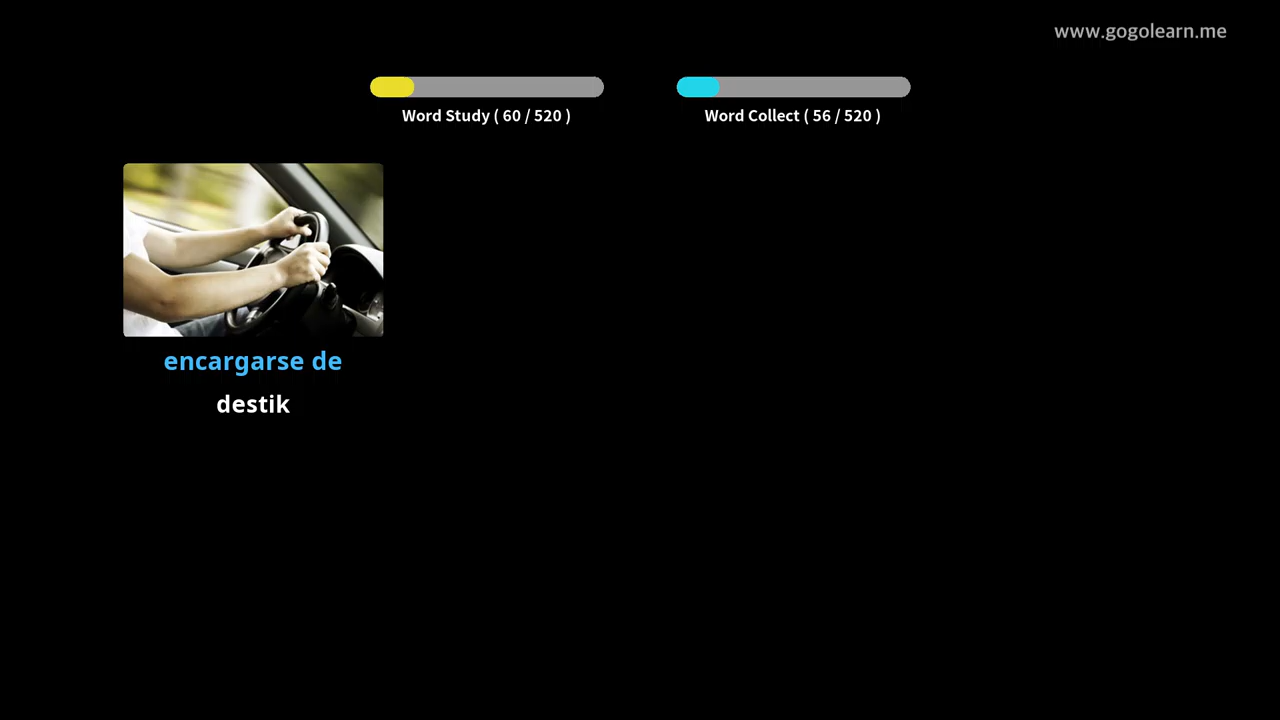 www.gogolearn.me
Word Study ( 60 / 520 )
Word Collect ( 56 / 520 )
encargarse de
destik